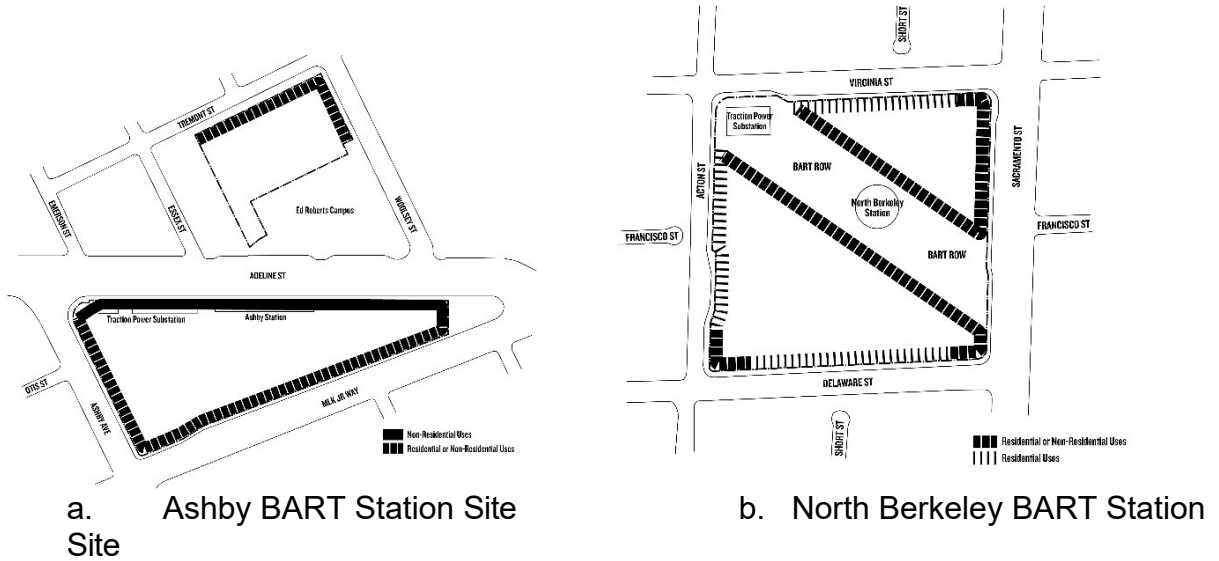 TREMONT ST
EMERSON ST
ESSEX ST
WOOLSEY ST
Ed Roberts Campus
ADELINE ST
Traction Power Substation
Ashby Station
OTIS ST
ASHBY AVE
MLK JR WAY
Non-Residential Uses
Residential or Non-Residential Uses
a. Ashby BART Station Site
Site
SHORT ST
VIRGINIA ST
Traction Power
Substation
ACTON ST
SACRAMENTO ST
BART ROW
North Berkeley
Station
FRANCISCO ST
FRANCISCO ST
BART ROW
DELAWARE ST
SHORT ST
Residential or Non-Residential Uses
Residential Uses
b. North Berkeley BART Station